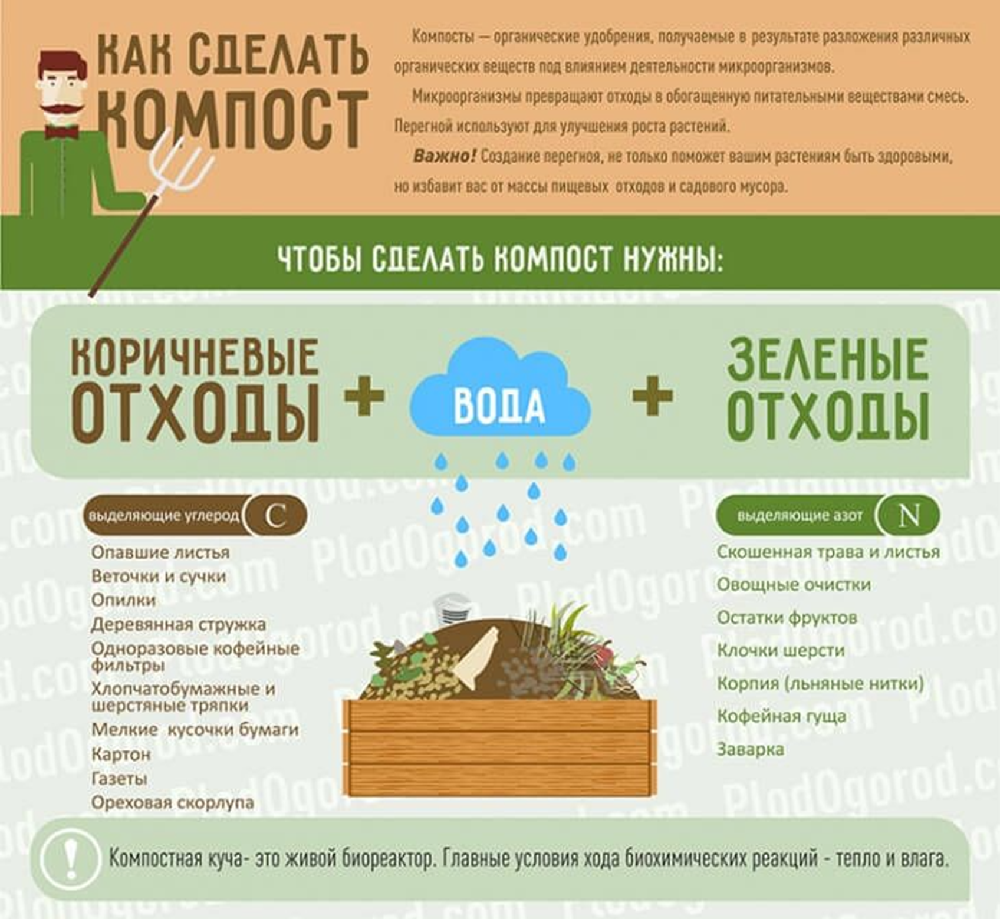 КАК СДЕЛАТЬ
КОМПОСТ
Компосты — органические удобрения, получаемые в результате разложения различных
органических веществ под влиянием деятельности микроорганизмов.
Микроорганизмы превращают отходы в обогащенную питательными веществами смесь.
Перегной используют для улучшения роста растений.
Важно! Создание перегноя, не только поможет вашим растениям быть здоровыми,
но избавит вас от массы пищевых отходов и садового мусора.
ЧТОБЫ СДЕЛАТЬ КОМПОСТ НУЖНЫ:
КОРИЧНЕВЫЕ
ОТХОДЫ
+
ВОДА
+
ЗЕЛЕНЫЕ
ОТХОДЫ
выделяющие углерод C
Опавшие листья
Веточки и сучки
Опилки
Деревянная стружка
Одноразовые кофейные
фильтры
Хлопчатобумажные и
шерстяные тряпки
Мелкие кусочки бумаги
Картон
Газеты
Ореховая скорлупа
выделяющие азот N
Скошенная трава и листья
Овощные очистки
Остатки фруктов
Клочки шерсти
Корпия (льняные нитки)
Кофейная гуща
Заварка
! Компостная куча- это живой биореактор. Главные условия хода биохимических реакций - тепло и влага.
PlodOgorod.com